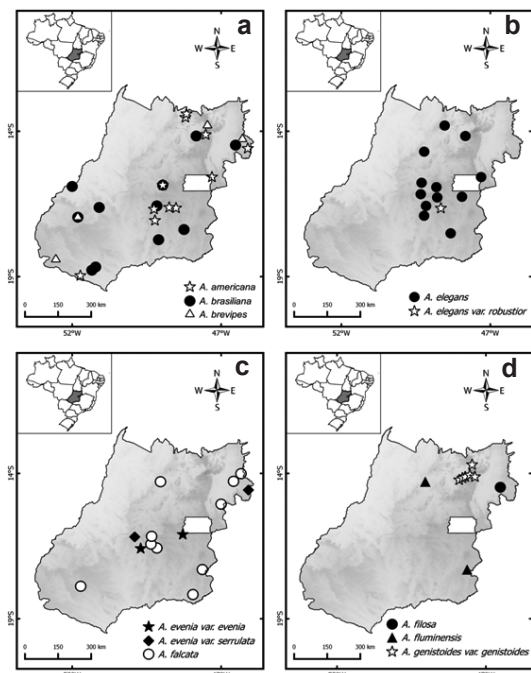 a
N
W E
S
14°S
19°S
A. americana
A. brasiliana
A. brevipes
0 150 300 km
52°W 47°W
b
N
W E
S
14°S
19°S
A. elegans
A. elegans var. robustior
0 150 300 km
52°W 47°W
c
N
W E
S
14°S
19°S
A. evenia var. evenia
A. evenia var. serrulata
A. falcata
0 150 300 km
d
N
W E
S
14°S
19°S
A. filosa
A. fluminensis
A. genistoides var. genistoides
0 150 300 km